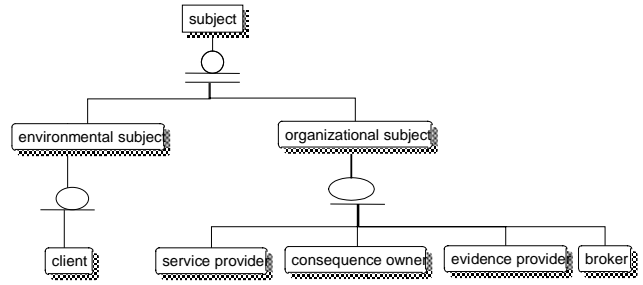 subject
environmental subject
organizational subject
client
service provider
consequence owner
evidence provider
broker